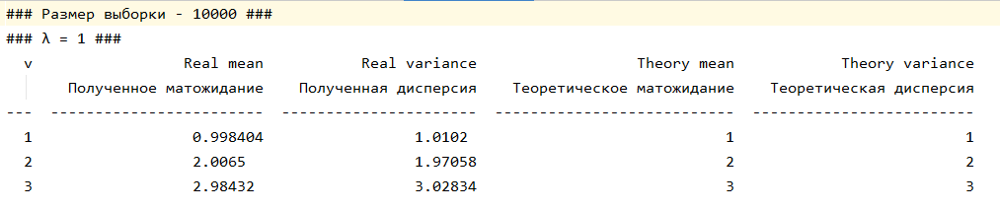 ### Размер выборки - 10000 ###
### λ = 1 ###
v Real mean Real variance Theory mean Theory variance
Полученное матожидание Полученная дисперсия Теоретическое матожидание Теоретическая дисперсия
--- ------------------------ ---------------------- --------------------------- -------------------------
1 0.998404 1.0102 1 1
2 2.0065 1.97058 2 2
3 2.98432 3.02834 3 3